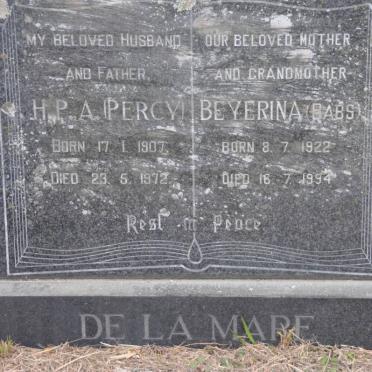 My Beloved Husband
and Father
H.P.A. (Percy)
Born 17. 1. 1907
Died 23. 5. 1972
Our Beloved Mother
and Grandmother
Beyerina (Babs)
Born 8. 7. 1922
Died 16. 7. 1994
Rest in Peace
DE LA MARE